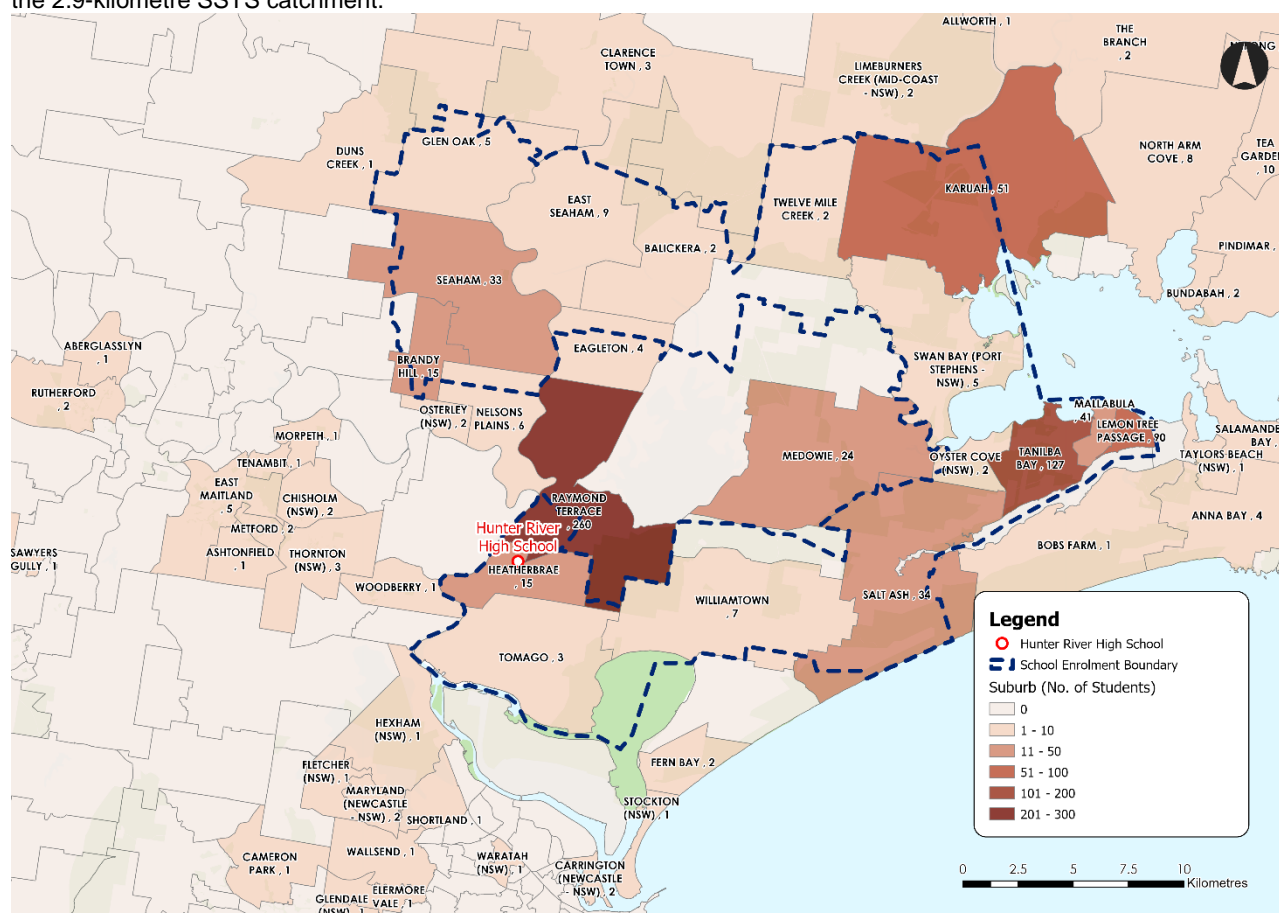 the 2.9-kilometre SSTS catchment.
ALLWORTH , 1
THE
BRANCH
, 2
CLARENCE
TOWN , 3
LIMEBURNERS
CREEK (MID-COAST
- NSW) , 2
GLEN OAK , 5
DUNS
CREEK , 1
NORTH ARM
COVE , 8
TEA
GARDE
, 10
KARUAH , 51
EAST
SEAHAM , 9
TWELVE MILE
CREEK , 2
BALICKERA , 2
PINDIMAR ,
SEAHAM , 33
BUNDABAH , 2
ABERGLASSLYN
, 1
EAGLETON , 4
BRANDY
HILL , 15
SWAN BAY (PORT
STEPHENS -
NSW) , 5
RUTHERFORD
, 2
OSTERLEY
(NSW) , 2
NELSONS
PLAINS , 6
MALLABULA
, 41
LEMON TREE
PASSAGE , 90
SALAMANDE
BAY ,
MORPETH , 1
TENAMBIT , 1
MEDOWIE , 24
OYSTER COVE
(NSW) , 2
TANILBA
BAY , 127
TAYLORS BEACH
(NSW) , 1
EAST
MAITLAND
, 5
CHISHOLM
(NSW) , 2
RAYMOND
TERRACE
, 260
ANNA BAY , 4
METFORD , 2
Hunter River
High School
BOBS FARM , 1
SAWYERS
GULLY , 1
ASHTONFIELD
, 1
THORNTON
(NSW) , 3
HEATHERBRAE
, 15
WOODBERRY , 1
WILLIAMTOWN
, 7
SALT ASH , 34
TOMAGO , 3
HEXHAM
(NSW) , 1
FERN BAY , 2
FLETCHER
(NSW) , 1
MARYLAND
(NEWCASTLE
- NSW) , 2
SHORTLAND , 1
STOCKTON
(NSW) , 1
CAMERON
PARK , 1
WALLSEND , 1
WARATAH
(NSW) , 1
CARRINGTON
(NEWCASTLE
- NSW) , 2
GLENDALE
(NSW) , 1
ELERMORE
VALE , 1
Legend
Hunter River High School
School Enrolment Boundary
Suburb (No. of Students)
0
1 - 10
11 - 50
51 - 100
101 - 200
201 - 300
0 2.5 5 7.5 10
Kilometres